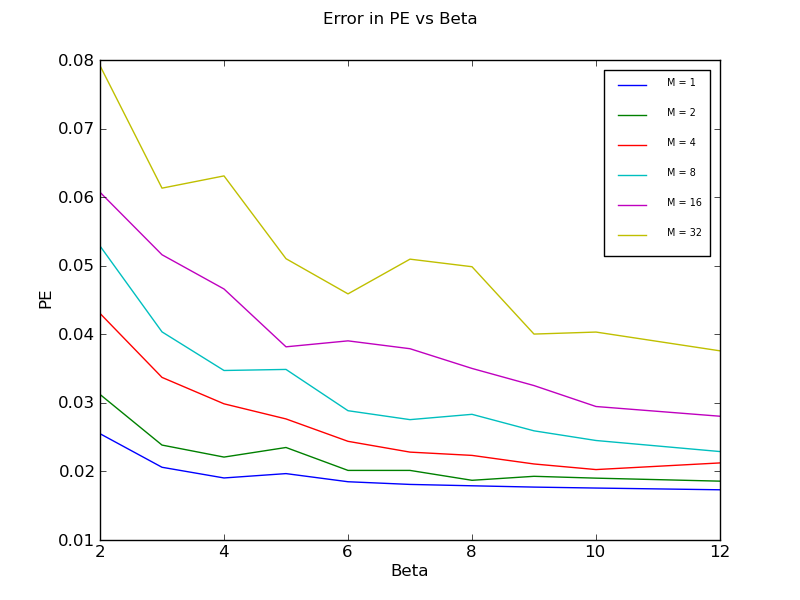 Error in PE vs Beta
0.08
0.07
0.06
0.05
0.04
0.03
0.02
0.01
PE
M = 1
M = 2
M = 4
M = 8
M = 16
M = 32
2 4 6 8 10 12
Beta